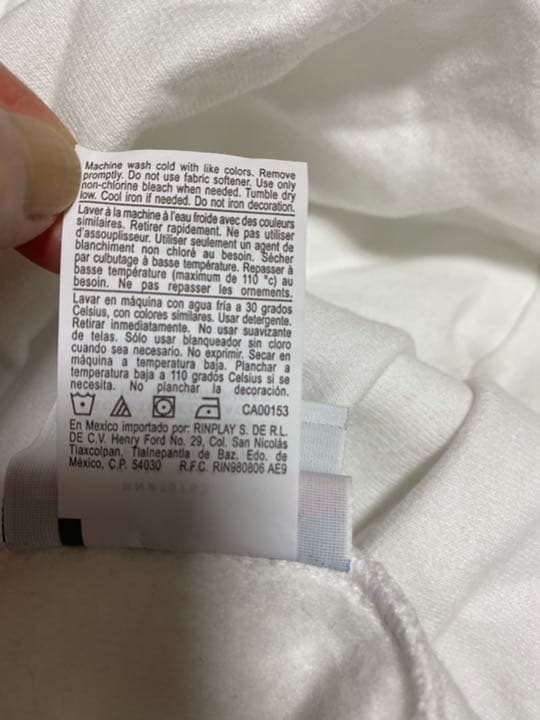 Machine wash cold with like colors. Remove
promptly. Do not use fabric softener. Use only
non-chlorine bleach when needed. Tumble dry
low. Cool iron if needed. Do not iron decoration.
Laver à la machine à l'eau froide avec des couleurs
similaires. Retirer rapidement. Ne pas utiliser
d'assouplisseur. Utiliser seulement un agent de
blanchiment non chloré au besoin. Sécher
par culbutage à basse température. Repasser à
basse température (maximum de 110 °c) au
besoin. Ne pas repasser les ornements.
Lavar en máquina con agua fría a 30 grados
Celsius, con colores similares. Usar detergente.
Retirar inmediatamente. No usar suavizante
de telas. Sólo usar blanqueador sin cloro
cuando sea necesario. No exprimir. Secar en
máquina a temperatura baja. Planchar a
temperatura baja a 110 grados Celsius si se
necesita. No planchar la decoración.
CA00153
En Mexico importado por: RINPLAY S. DE R.L.
DE C.V. Henry Ford No. 29, Col. San Nicolás
Tlaxcolpan, Tlalnepantla de Baz, Edo. de
México, C.P. 54030 R.F.C. RIN980806 AE9